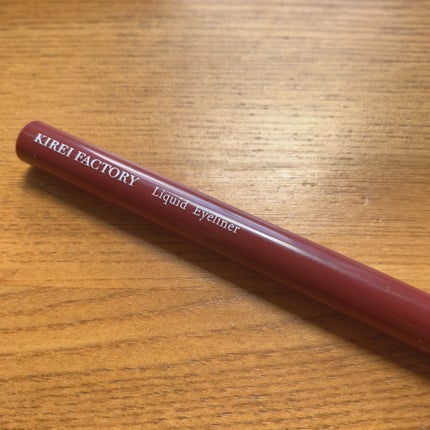 KIREI FACTORY Liquid Eyeliner